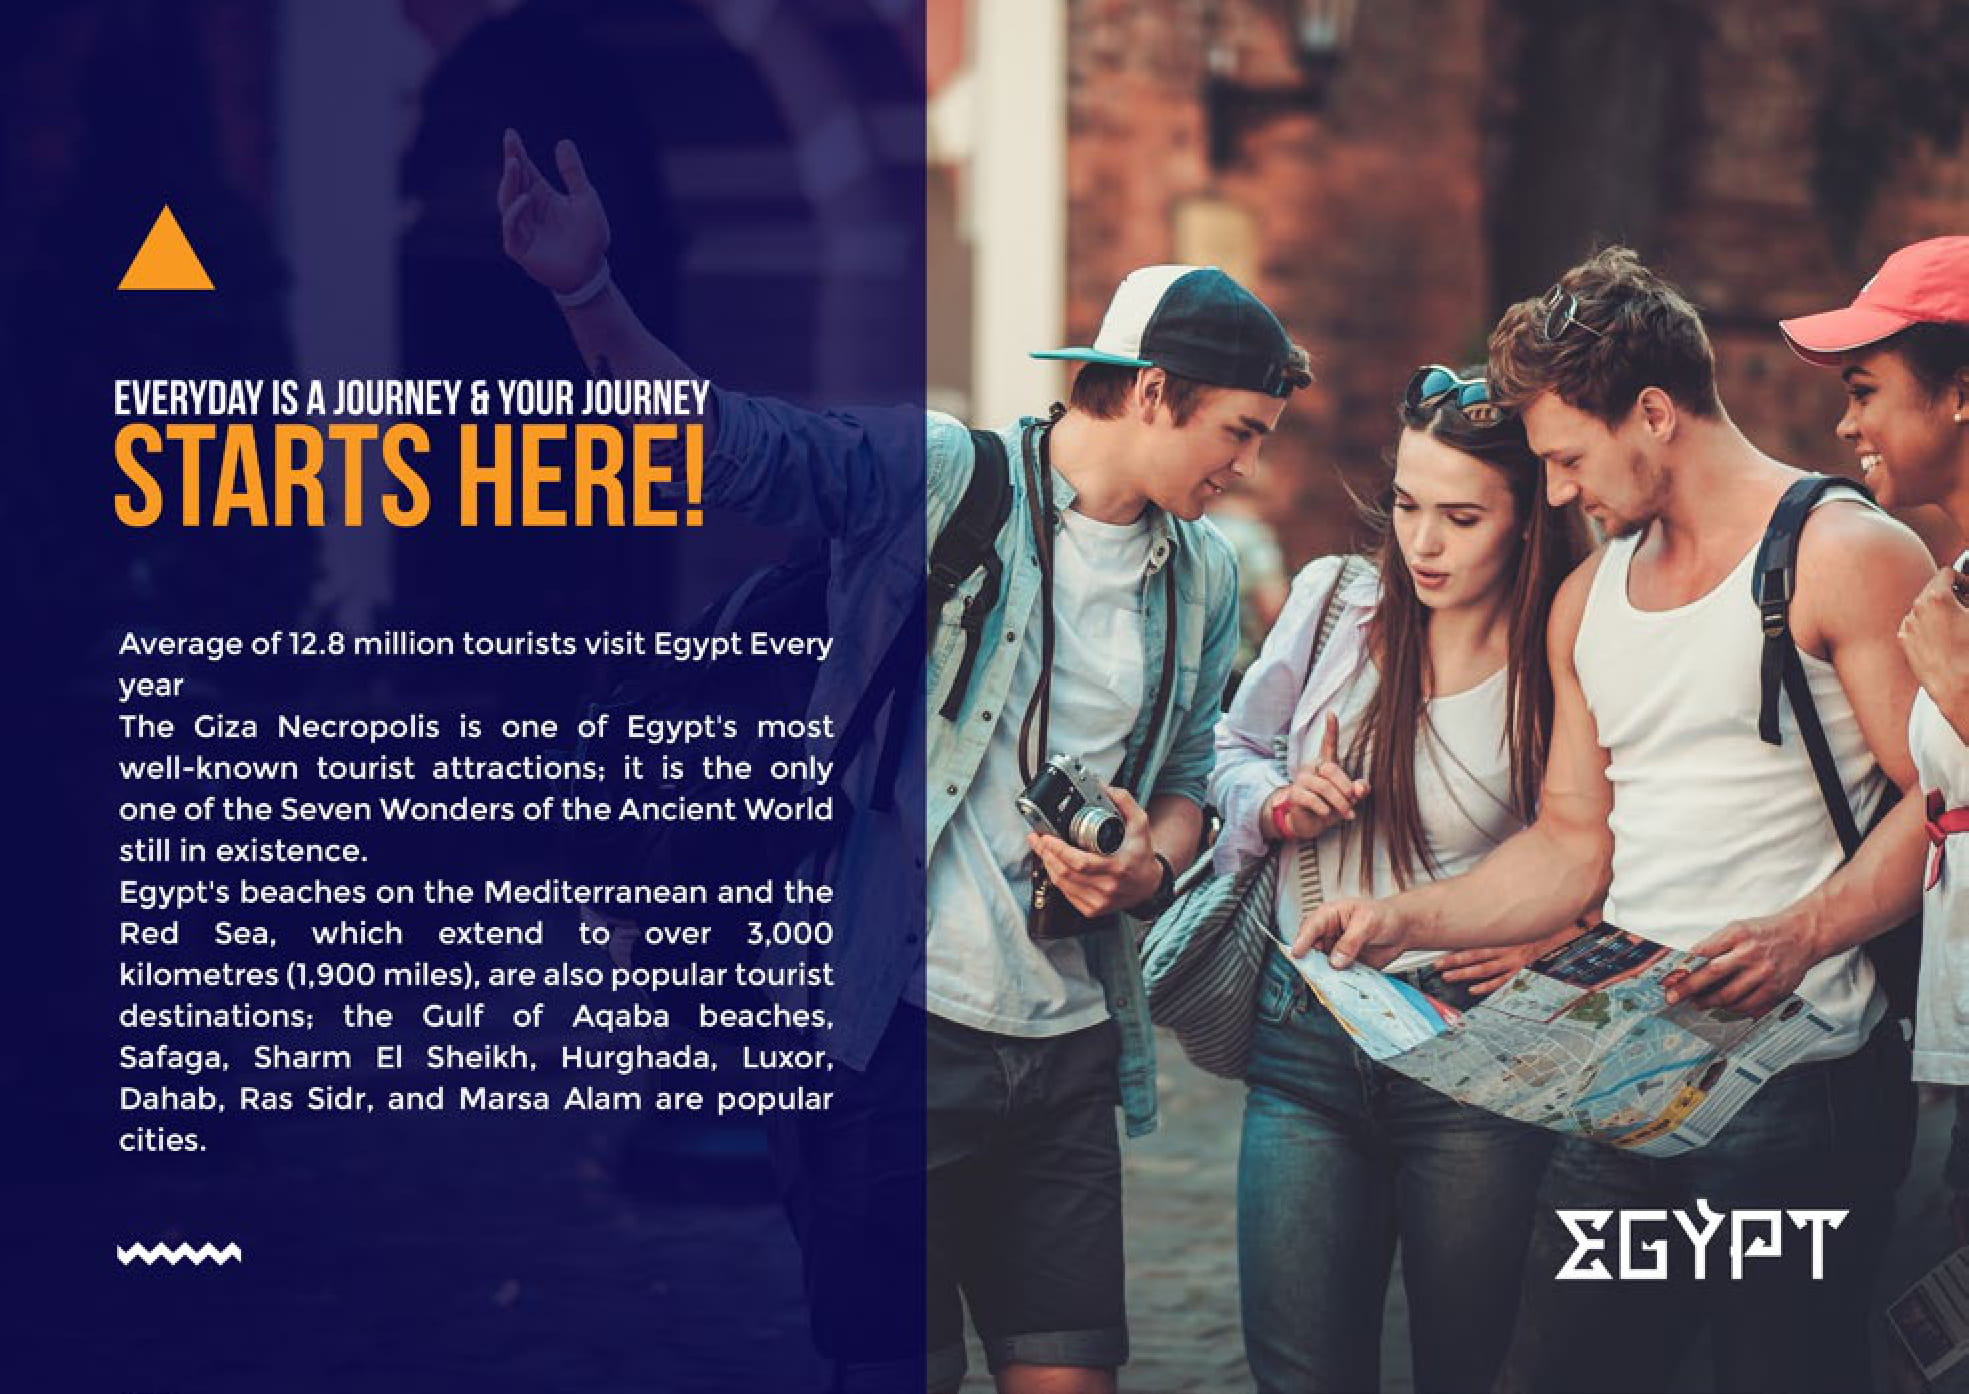 EVERYDAY IS A JOURNEY & YOUR JOURNEY
STARTS HERE!
Average of 12.8 million tourists visit Egypt Every
year
The Giza Necropolis is one of Egypt's most
well-known tourist attractions; it is the only
one of the Seven Wonders of the Ancient World
still in existence.
Egypt's beaches on the Mediterranean and the
Red Sea, which extend to over 3,000
kilometres (1,900 miles), are also popular tourist
destinations; the Gulf of Aqaba beaches,
Safaga, Sharm El Sheikh, Hurghada, Luxor,
Dahab, Ras Sidr, and Marsa Alam are popular
cities.
EGYPT